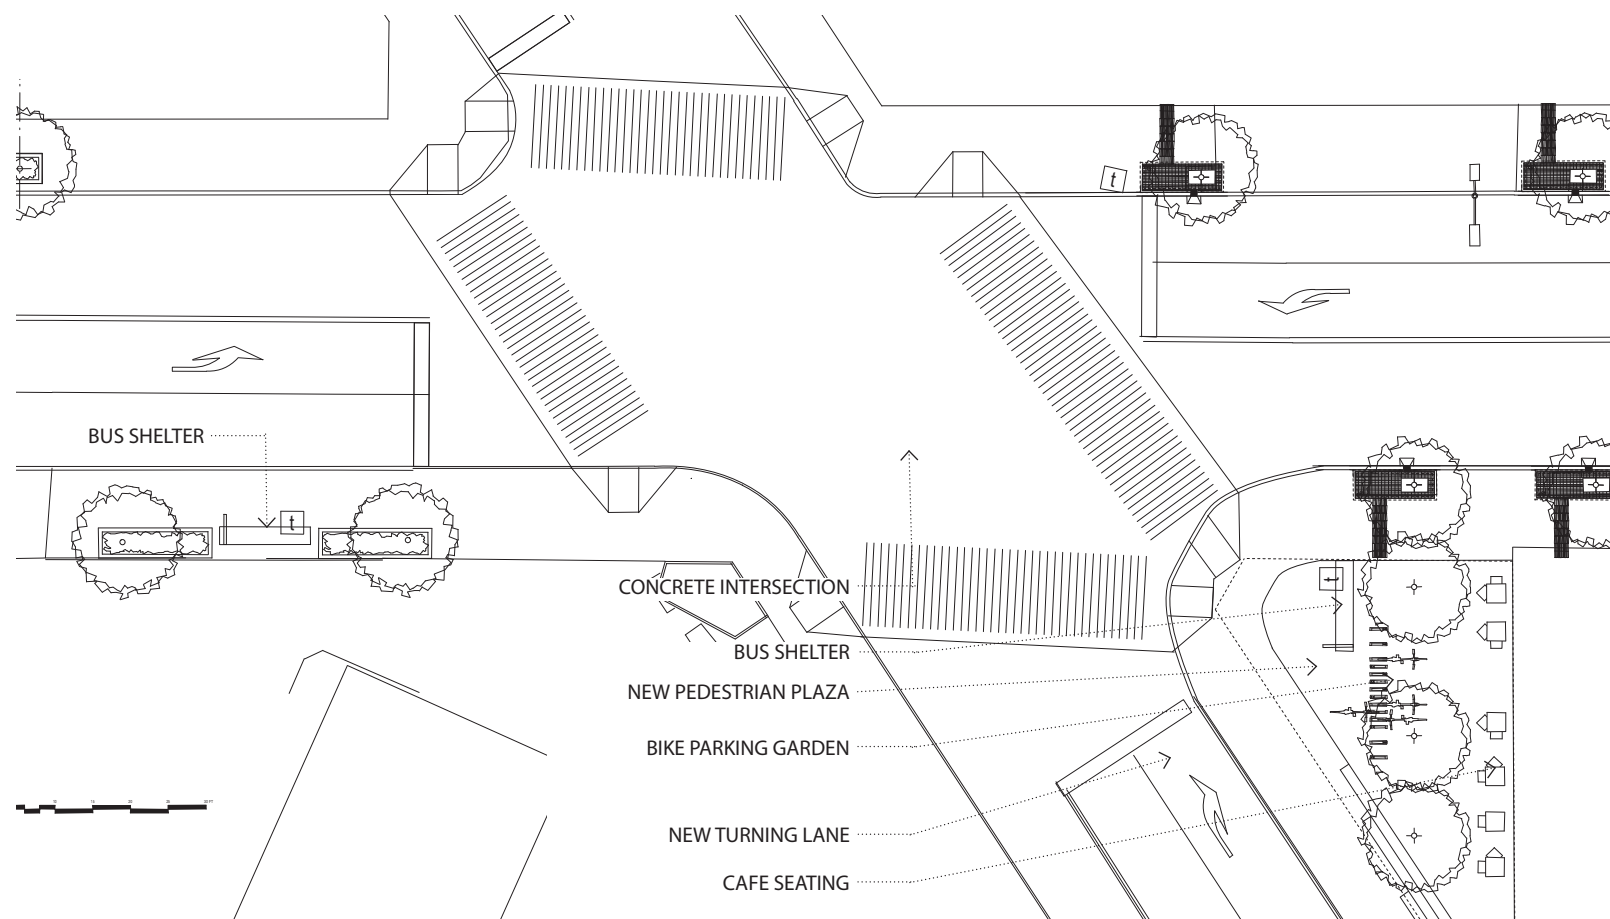 t
BUS SHELTER
t
t
CONCRETE INTERSECTION
BUS SHELTER
NEW PEDESTRIAN PLAZA
BIKE PARKING GARDEN
NEW TURNING LANE
CAFE SEATING